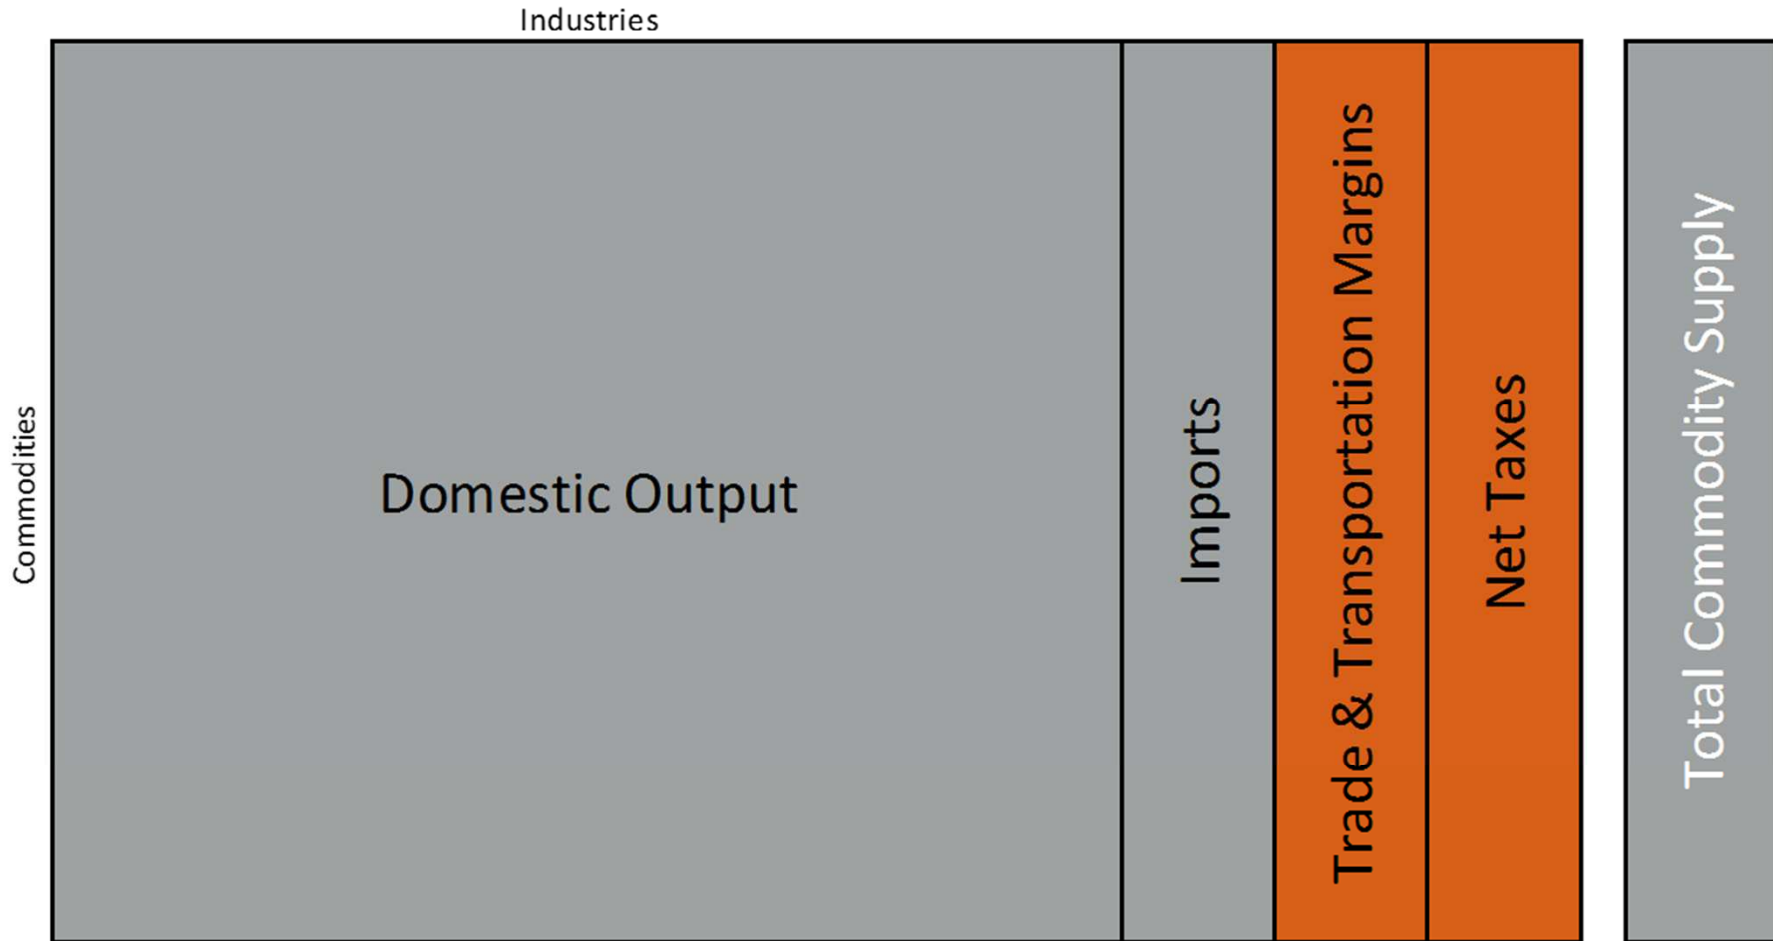 Industries
Commodities
Domestic Output
Imports
Trade & Transportation Margins
Net Taxes
Total Commodity Supply